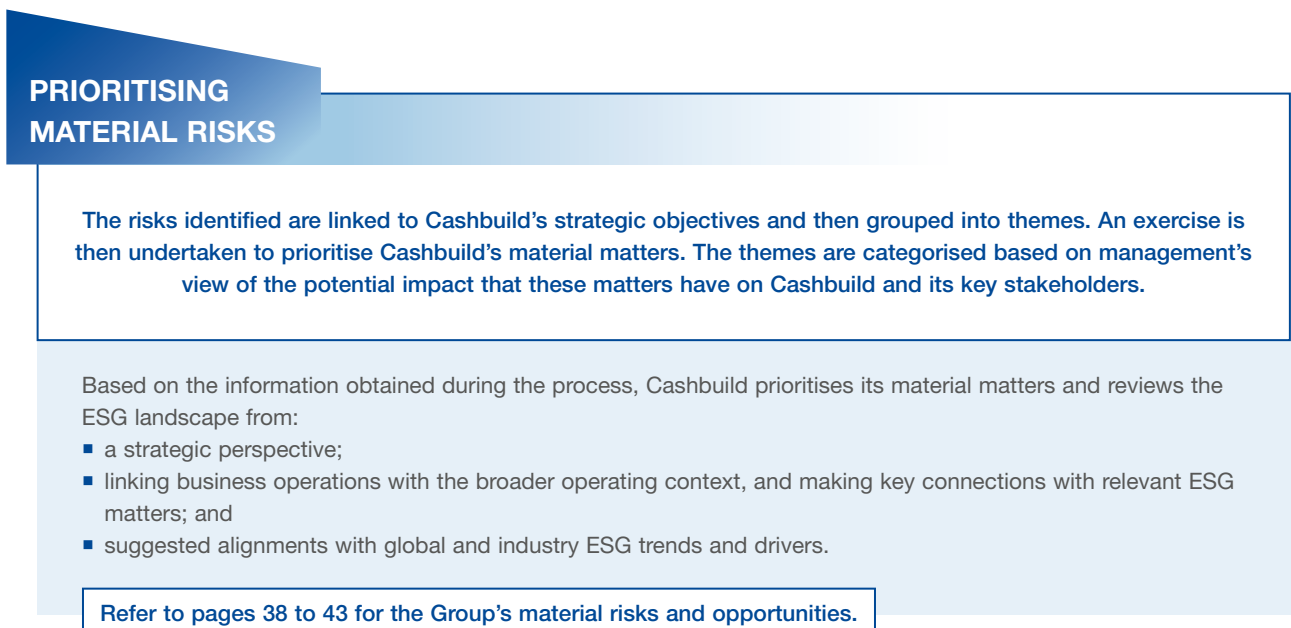 PRIORITISING
MATERIAL RISKS
The risks identified are linked to Cashbuild’s strategic objectives and then grouped into themes. An exercise is
then undertaken to prioritise Cashbuild’s material matters. The themes are categorised based on management’s
view of the potential impact that these matters have on Cashbuild and its key stakeholders.
Based on the information obtained during the process, Cashbuild prioritises its material matters and reviews the
ESG landscape from:
▪ a strategic perspective;
▪ linking business operations with the broader operating context, and making key connections with relevant ESG
matters; and
▪ suggested alignments with global and industry ESG trends and drivers.
Refer to pages 38 to 43 for the Group’s material risks and opportunities.